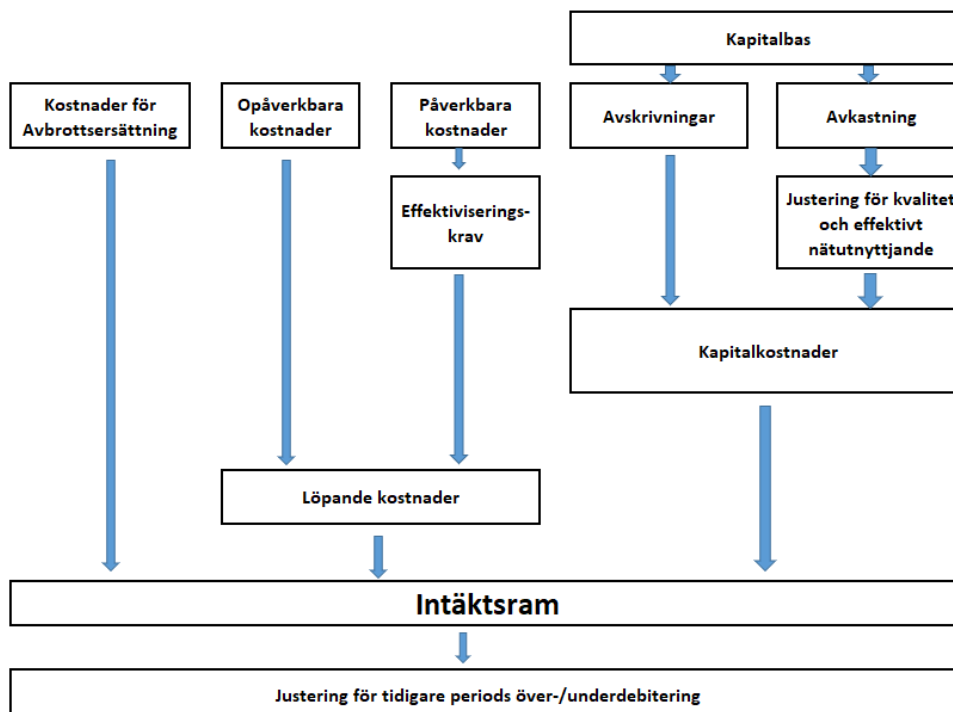 Kapitalbas
Kostnader för
Avbrottsersättning
Opåverkbara
kostnader
Påverkbara
kostnader
Avskrivningar
Avkastning
Effektiviserings-
krav
Justering för kvalitet
och effektivt
nätutnyttjande
Kapitalkostnader
Löpande kostnader
Intäktsram
Justering för tidigare periods över-/underdebitering